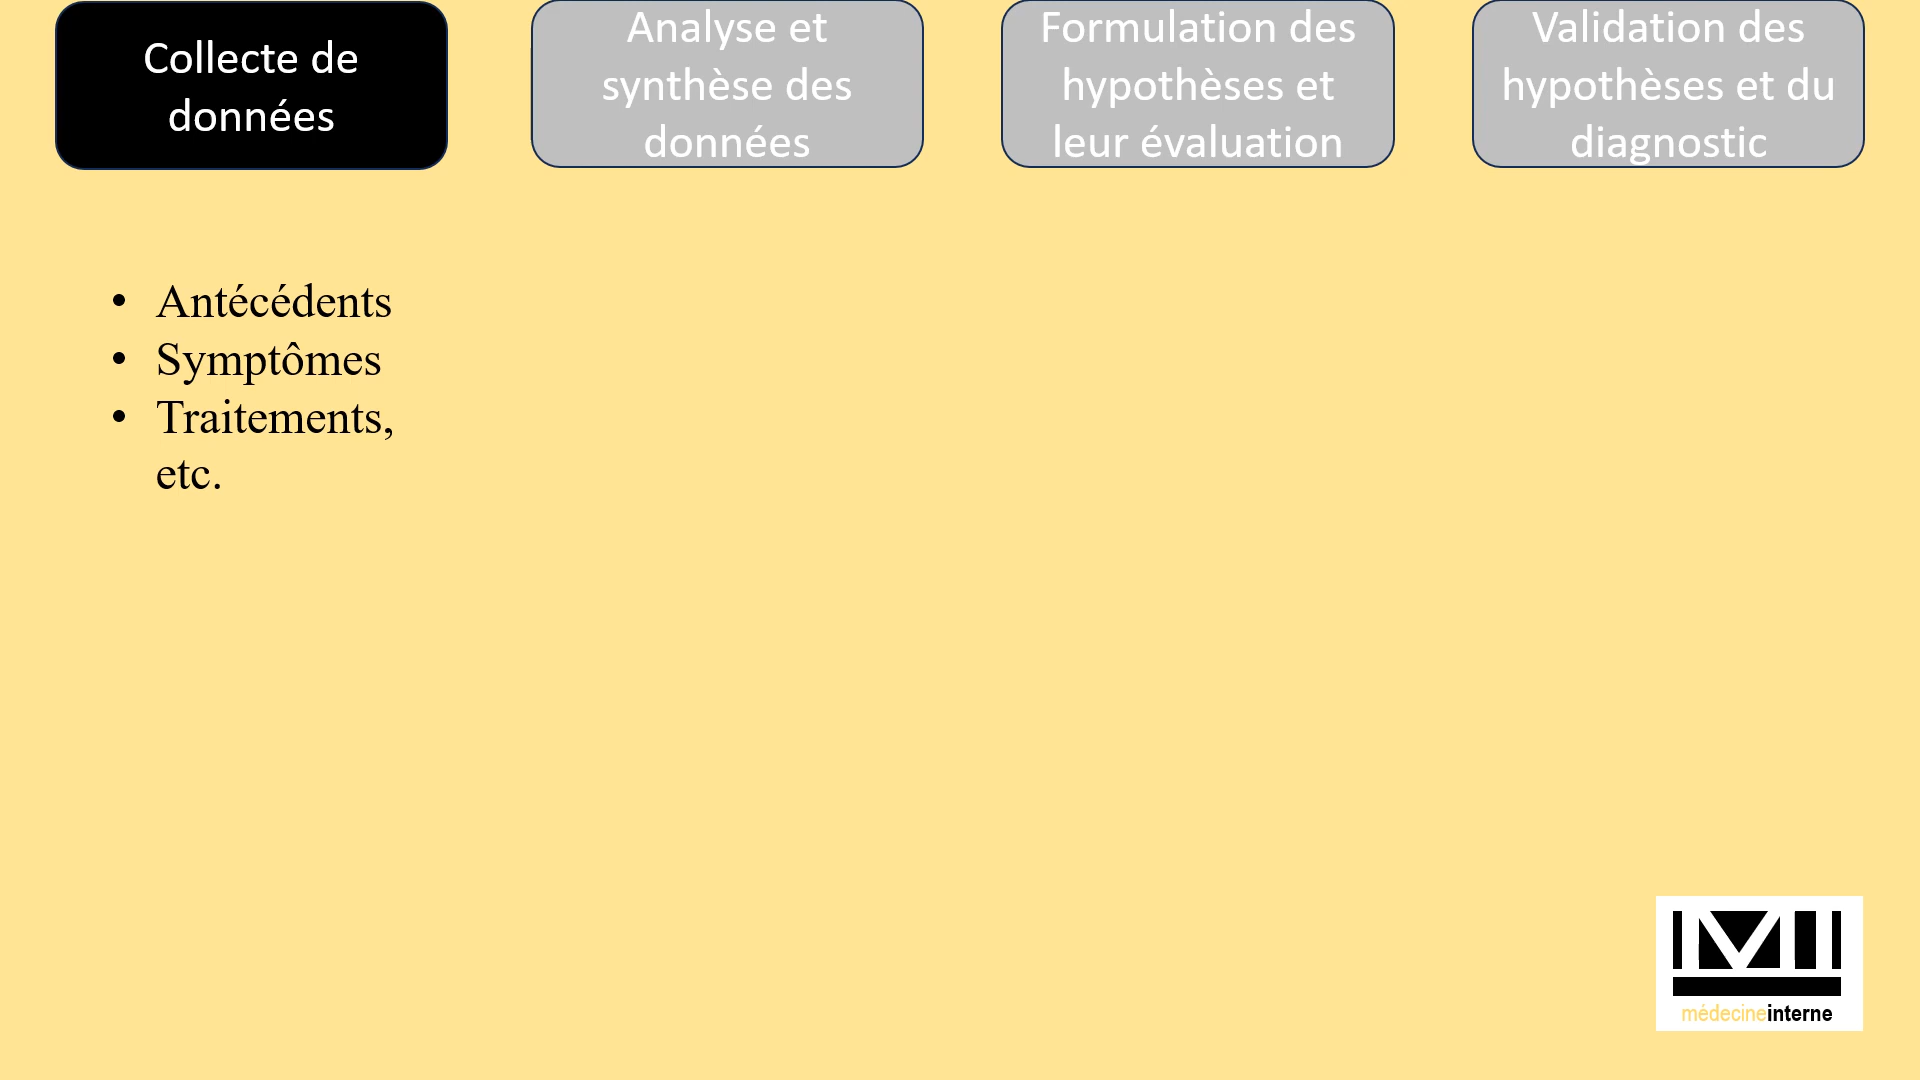 Collecte de
données
Analyse et
synthèse des
données
Formulation des
hypothèses et
leur évaluation
Validation des
hypothèses et du
diagnostic
• Antécédents
• Symptômes
• Traitements,
etc.
MI
médecineinterne